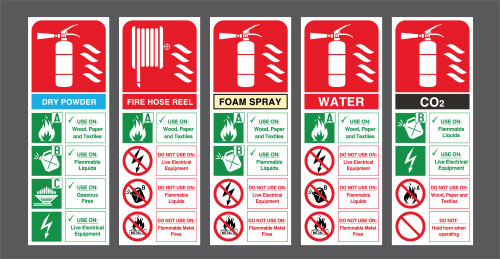 DRY POWDER
A
USE ON:
Wood, Paper
and Textiles
B
USE ON:
Flammable
Liquids
C
USE ON:
Gaseous
Fires
USE ON:
Live Electrical
Equipment
FIRE HOSE REEL
A
USE ON:
Wood, Paper
and Textiles
DO NOT USE ON:
Live Electrical
Equipment
B
DO NOT USE ON:
Flammable
Liquids
DO NOT USE ON:
Flammable Metal
Fires
FOAM SPRAY
A
USE ON:
Wood, Paper
and Textiles
B
USE ON:
Flammable
Liquids
DO NOT USE ON:
Live Electrical
Equipment
DO NOT USE ON:
Flammable Metal
Fires
WATER
A
USE ON:
Wood, Paper
and Textiles
DO NOT USE ON:
Live Electrical
Equipment
B
DO NOT USE ON:
Flammable
Liquids
DO NOT USE ON:
Flammable Metal
Fires
CO2
B
USE ON:
Flammable
Liquids
USE ON:
Live Electrical
Equipment
A
DO NOT USE ON:
Wood, Paper and
Textiles
DO NOT:
Hold horn when
operating